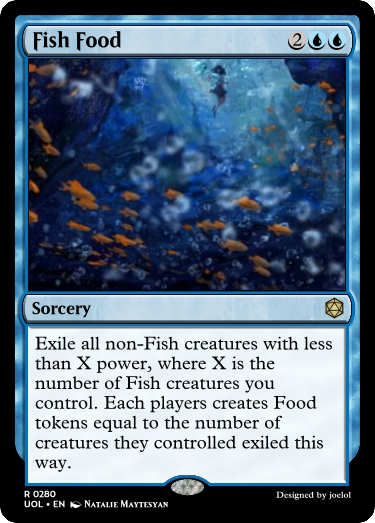 Fish Food 2
Sorcery
Exile all non-Fish creatures with less
than X power, where X is the
number of Fish creatures you
control. Each players creates Food
tokens equal to the number of
creatures they controlled exiled this
way.
R 0280
UOL • EN Natalie Maytesyan
Designed by joelol